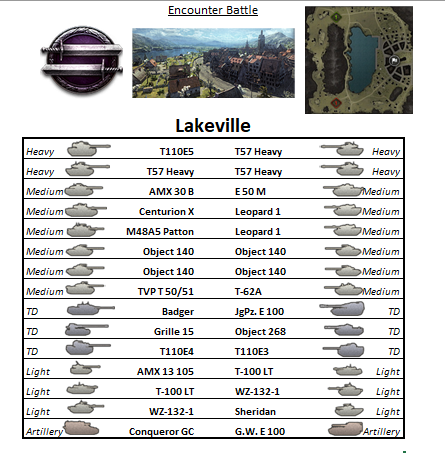 Encounter Battle
Lakeville
Heavy T110E5 T57 Heavy Heavy
Heavy T57 Heavy T57 Heavy Heavy
Medium AMX 30 B E 50 M Medium
Medium Centurion X Leopard 1 Medium
Medium M48A5 Patton Leopard 1 Medium
Medium Object 140 Object 140 Medium
Medium Object 140 Object 140 Medium
Medium TVP T 50/51 T-62A Medium
TD Badger JgPz. E 100 TD
TD Grille 15 Object 268 TD
TD T110E4 T110E3 TD
Light AMX 13 105 T-100 LT Light
Light T-100 LT WZ-132-1 Light
Light WZ-132-1 Sheridan Light
Artillery Conqueror GC G.W. E 100 Artillery